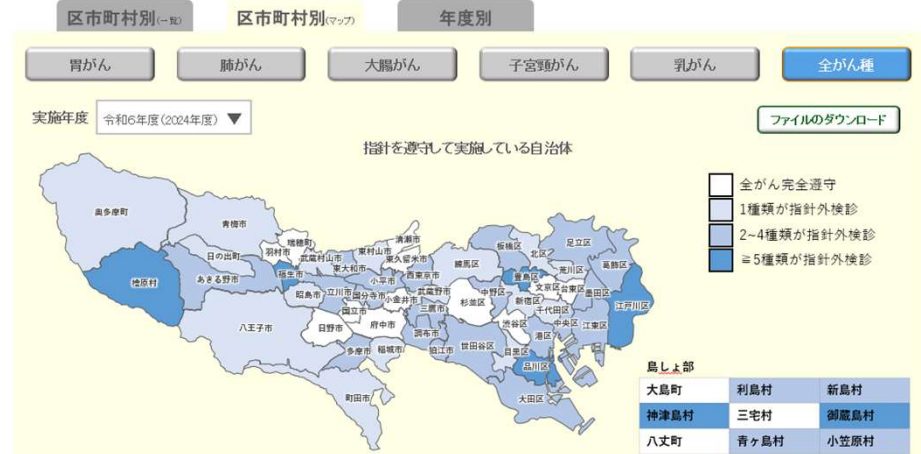 区市町村別(一覧)
区市町村別(マップ)
年度別
胃がん
肺がん
大腸がん
子宮頸がん
乳がん
全がん種
実施年度
令和6年度(2024年度) ▼
ファイルのダウンロード
指針を遵守して実施している自治体
全がん完全遵守
1種類が指針外検診
2~4種類が指針外検診
≧5種類が指針外検診
奥多摩町
青梅市
日の出町
檜原村
あきる野市
羽村市
瑞穂町
福生市
武蔵村山市
東大和市
東村山市
清瀬市
東久留米市
昭島市
立川市
国分寺市
小平市
小金井市
西東京市
武蔵野市
三鷹市
国立市
府中市
日野市
八王子市
多摩市
稲城市
調布市
狛江市
町田市
練馬区
板橋区
北区
足立区
葛飾区
荒川区
豊島区
文京区
台東区
墨田区
江戸川区
中野区
杉並区
新宿区
千代田区
中央区
江東区
渋谷区
港区
世田谷区
目黒区
品川区
大田区
島しょ部
大島町 利島村 新島村
神津島村 三宅村 御蔵島村
八丈町 青ヶ島村 小笠原村